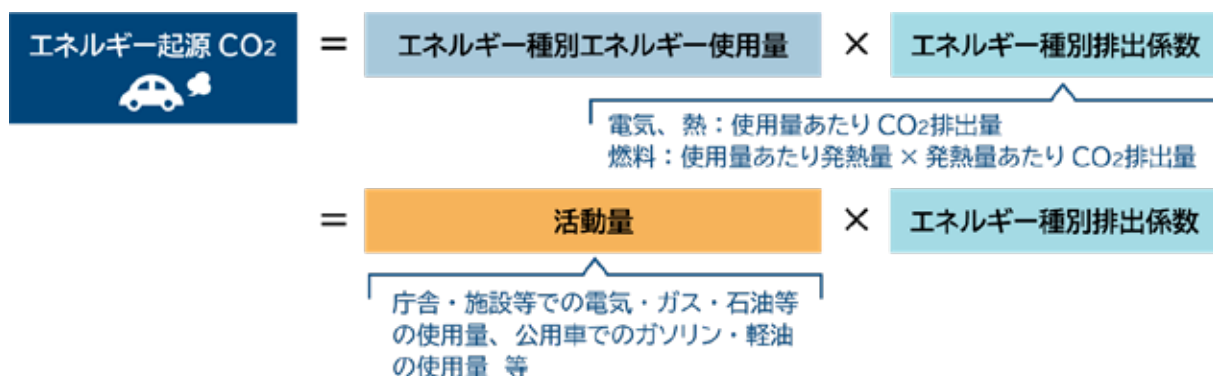 エネルギー起源 CO2 = エネルギー種別エネルギー使用量 × エネルギー種別排出係数
電気、熱：使用量あたり CO2排出量
燃料：使用量あたり発熱量 × 発熱量あたり CO2排出量
= 活動量 × エネルギー種別排出係数
庁舎・施設等での電気・ガス・石油等
の使用量、公用車でのガソリン・軽油
の使用量 等